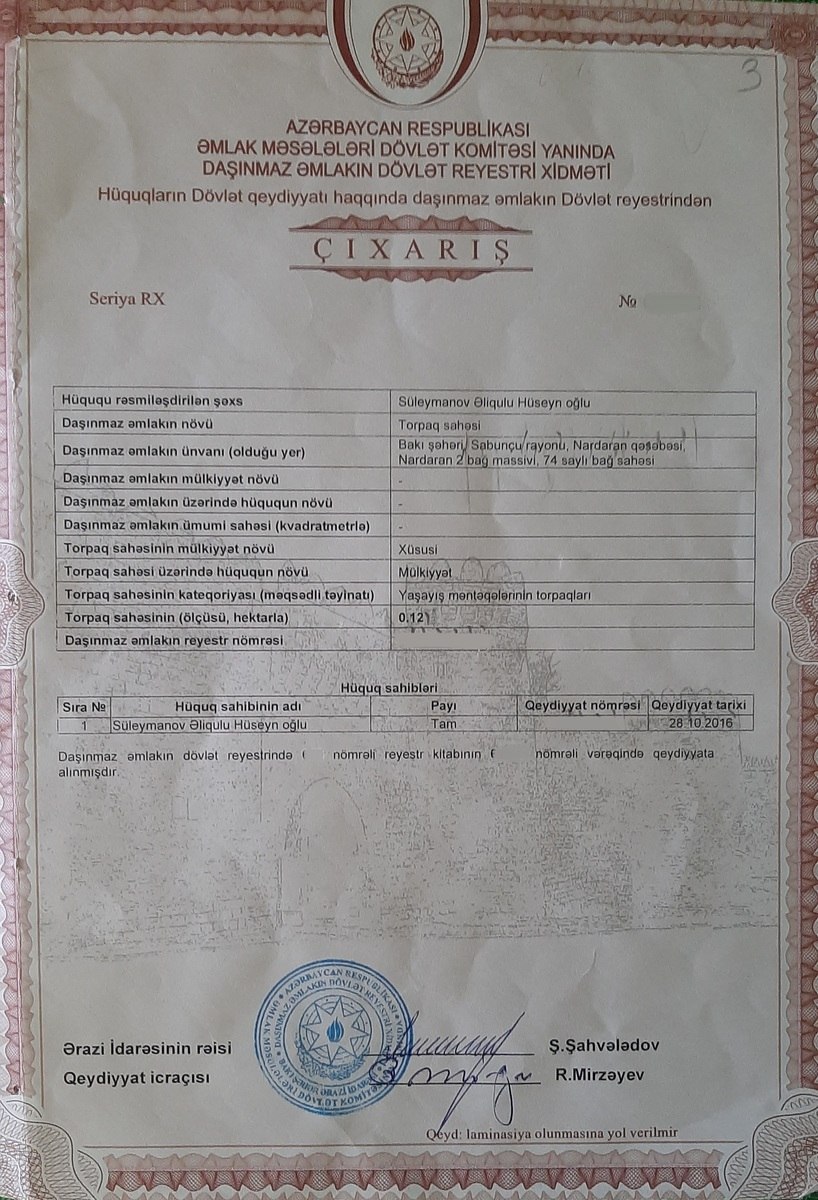 3
AZƏRBAYCAN RESPUBLİKASI
ƏMLAK MƏSƏLƏLƏRİ DÖVLƏT KOMİTƏSİ YANINDA
DAŞINMAZ ƏMLAKIN DÖVLƏT REYESTRİ XİDMƏTİ
Hüquqların Dövlət qeydiyyatı haqqında daşınmaz əmlakın Dövlət reyestrindən
ÇIXARIŞ
Seriya RX №
Hüququ rəsmiləşdirilən şəxs Süleymanov Əliqulu Hüseyn oğlu
Daşınmaz əmlakın növü Torpaq sahəsi
Daşınmaz əmlakın ünvanı (olduğu yer) Bakı şəhəri, Sabunçu rayonu, Nardaran qəsəbəsi,
Nardaran 2 bağ massivi, 74 saylı bağ sahəsi
Daşınmaz əmlakın mülkiyyət növü -
Daşınmaz əmlakın üzərində hüququn növü -
Daşınmaz əmlakın ümumi sahəsi (kvadratmetrlə) -
Torpaq sahəsinin mülkiyyət növü Xüsusi
Torpaq sahəsi üzərində hüququn növü Mülkiyyət
Torpaq sahəsinin kateqoriyası (məqsədli təyinatı) Yaşayış məntəqələrinin torpaqları
Torpaq sahəsinin (ölçüsü, hektarla) 0.12
Daşınmaz əmlakın reyestr nömrəsi
Hüquq sahibləri
Sıra № Hüquq sahibinin adı Payı Qeydiyyat nömrəsi Qeydiyyat tarixi
1 Süleymanov Əliqulu Hüseyn oğlu Tam 28.10.2016
Daşınmaz əmlakın dövlət reyestrində nömrəli reyestr kitabının nömrəli vərəqində qeydiyyata
alınmışdır.
Ərazi İdarəsinin rəisi Ş.Şahvələdov
Qeydiyyat icraçısı R.Mirzəyev
Qeyd: laminasiya olunmasına yol verilmir